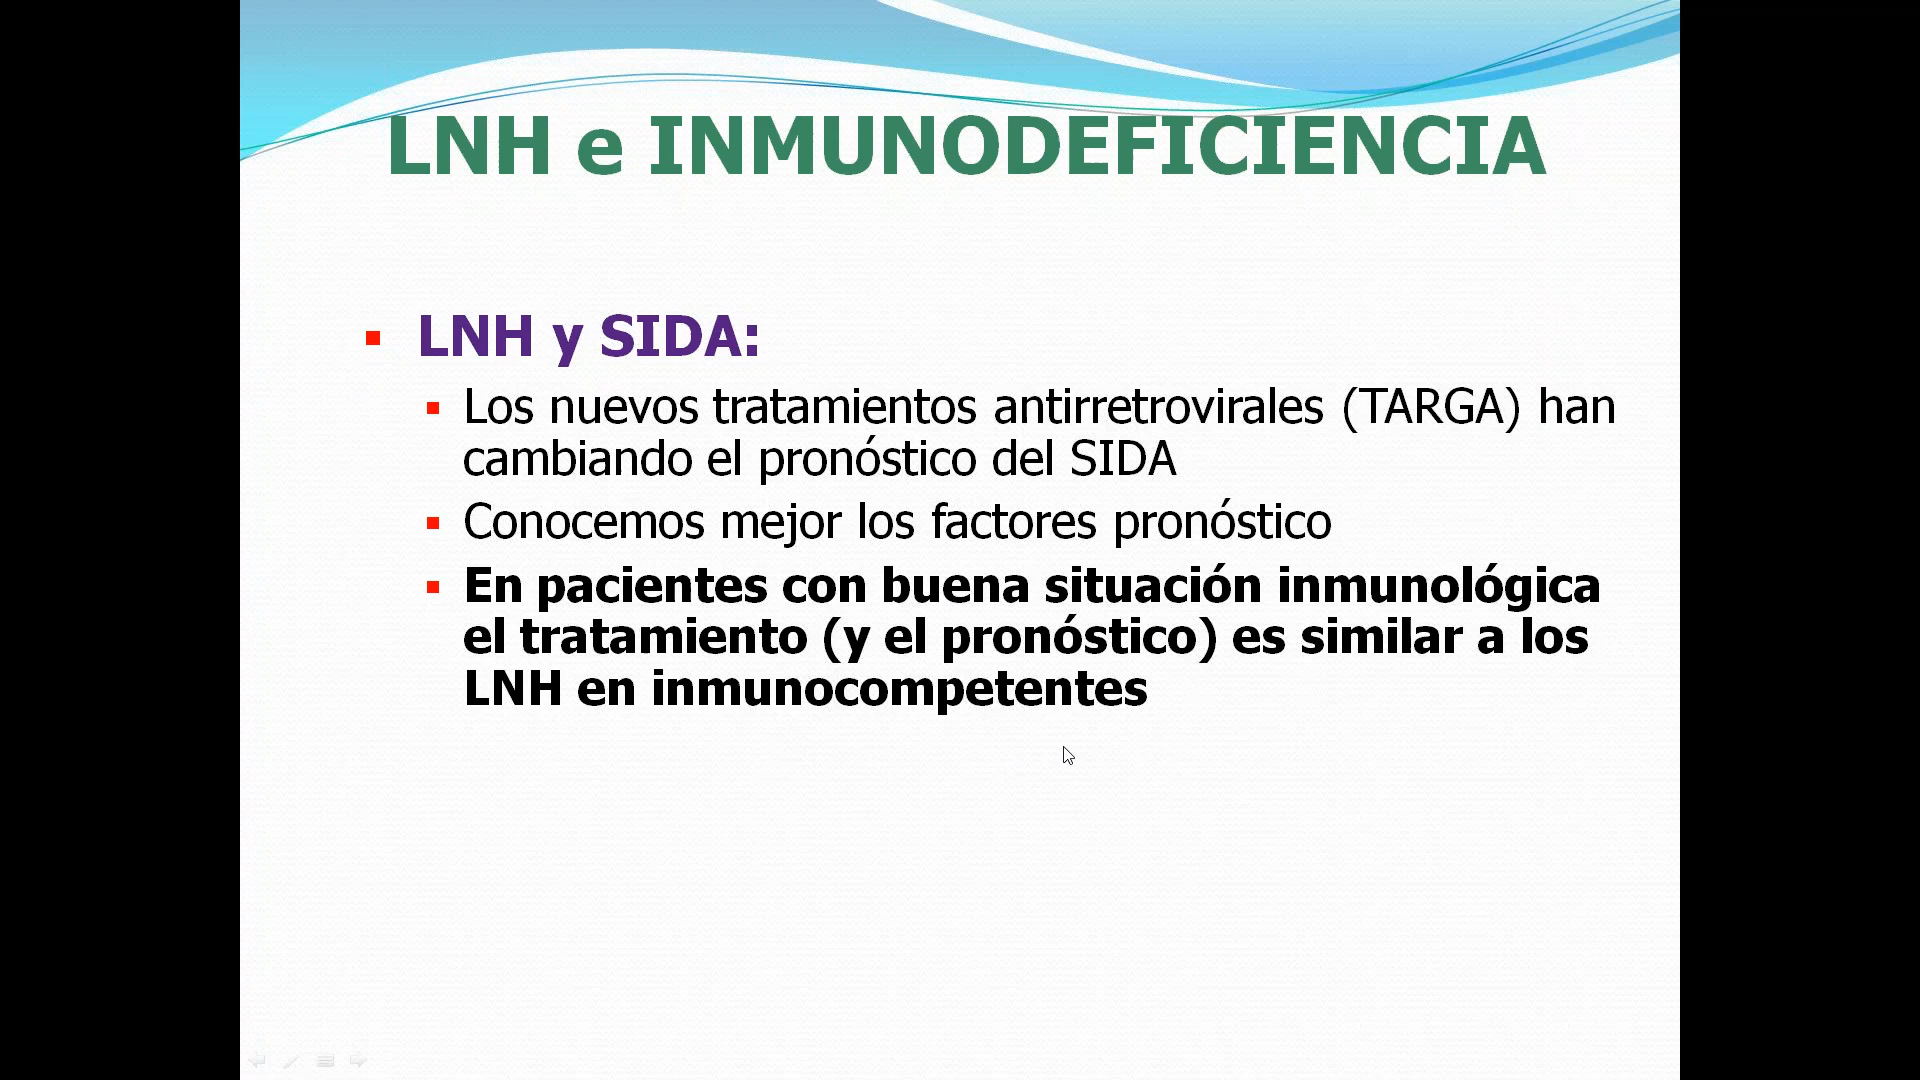 LNH e INMUNODEFICIENCIA
LNH y SIDA:
Los nuevos tratamientos antirretrovirales (TARGA) han
cambiando el pronóstico del SIDA
Conocemos mejor los factores pronóstico
En pacientes con buena situación inmunológica
el tratamiento (y el pronóstico) es similar a los
LNH en inmunocompetentes